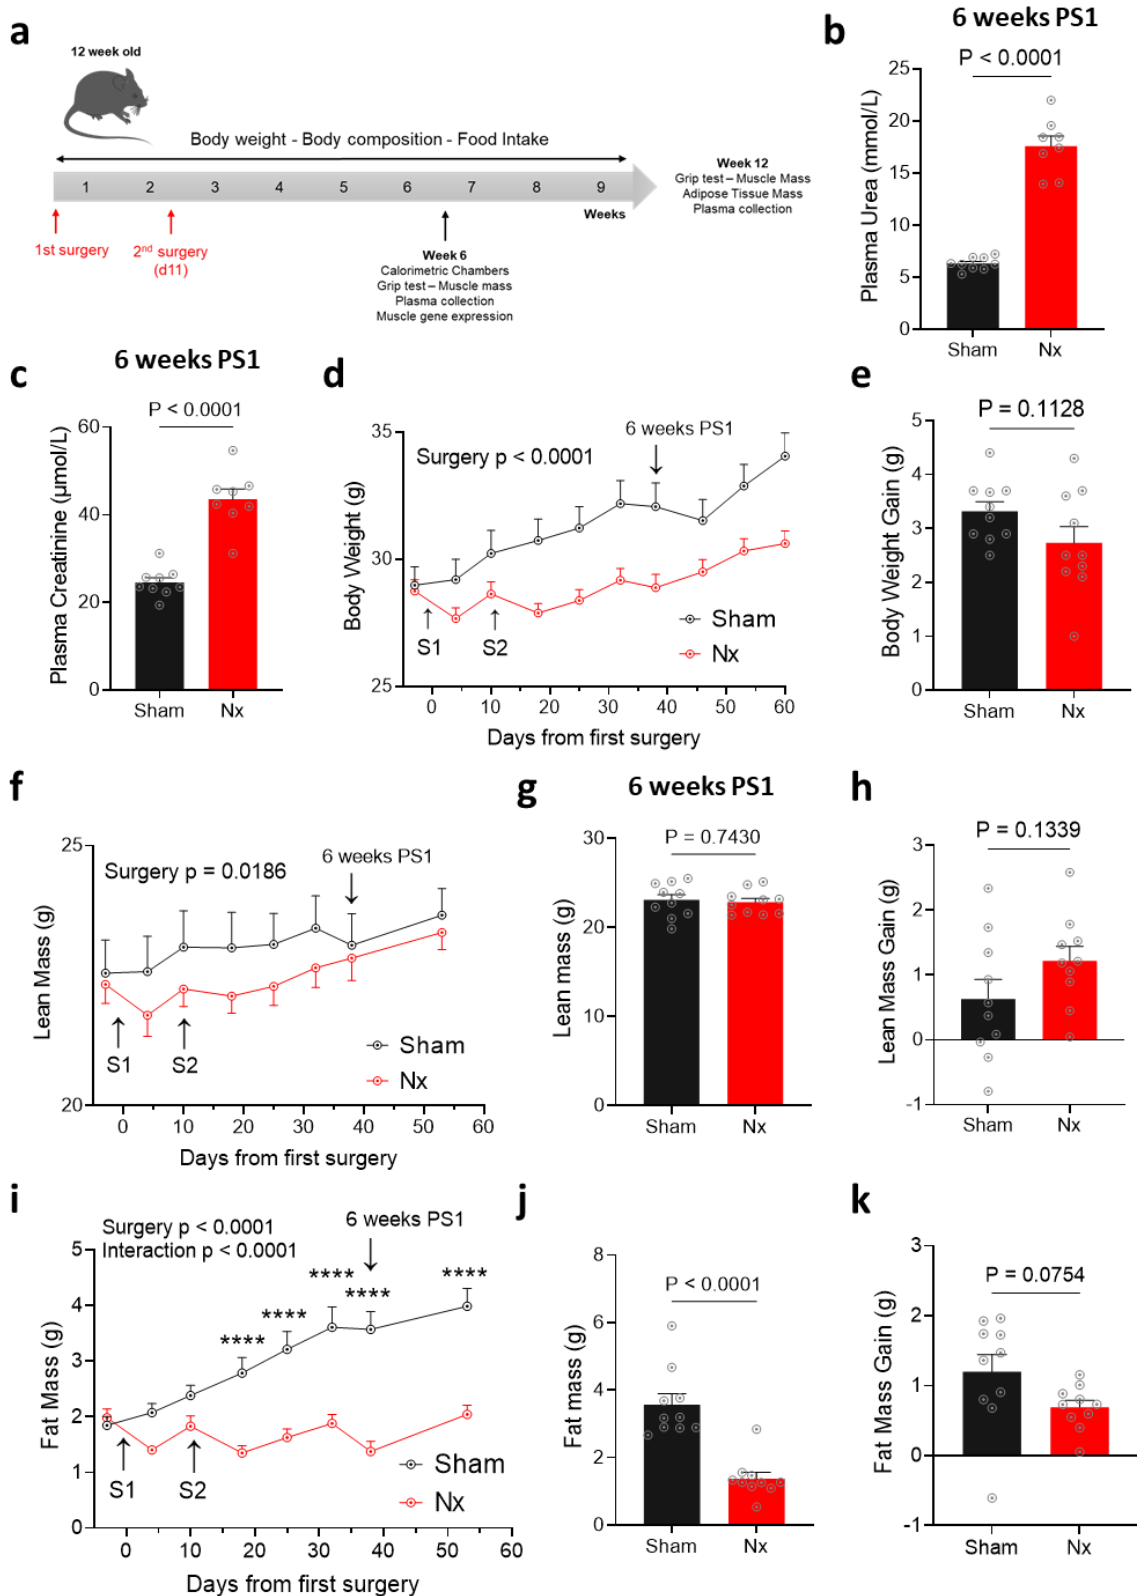 a
12 week old
Body weight - Body composition - Food Intake
1 2 3 4 5 6 7 8 9
Weeks
1st surgery
2nd surgery
(d11)
Week 6
Calorimetric Chambers
Grip test – Muscle mass
Plasma collection
Muscle gene expression
Week 12
Grip test – Muscle Mass
Adipose Tissue Mass
Plasma collection
b
6 weeks PS1
P < 0.0001
Plasma Urea (mmol/L)
25
20
15
10
5
0
Sham Nx
c
6 weeks PS1
P < 0.0001
Plasma Creatinine (µmol/L)
60
40
20
0
Sham Nx
d
6 weeks PS1
Surgery p < 0.0001
Body Weight (g)
35
30
25
S1 S2
Sham
Nx
0 10 20 30 40 50 60
Days from first surgery
e
P = 0.1128
Body Weight Gain (g)
5
4
3
2
1
0
Sham Nx
f
6 weeks PS1
Surgery p = 0.0186
Lean Mass (g)
25
20
S1 S2
Sham
Nx
0 10 20 30 40 50 60
Days from first surgery
g
6 weeks PS1
P = 0.7430
Lean mass (g)
30
20
10
0
Sham Nx
h
P = 0.1339
Lean Mass Gain (g)
3
2
1
0
-1
Sham Nx
i
Surgery p < 0.0001
Interaction p < 0.0001
6 weeks PS1
**** **** **** **** ****
Fat Mass (g)
5
4
3
2
1
0
S1 S2
Sham
Nx
0 10 20 30 40 50 60
Days from first surgery
j
P < 0.0001
Fat mass (g)
8
6
4
2
0
Sham Nx
k
P = 0.0754
Fat Mass Gain (g)
3
2
1
0
-1
Sham Nx